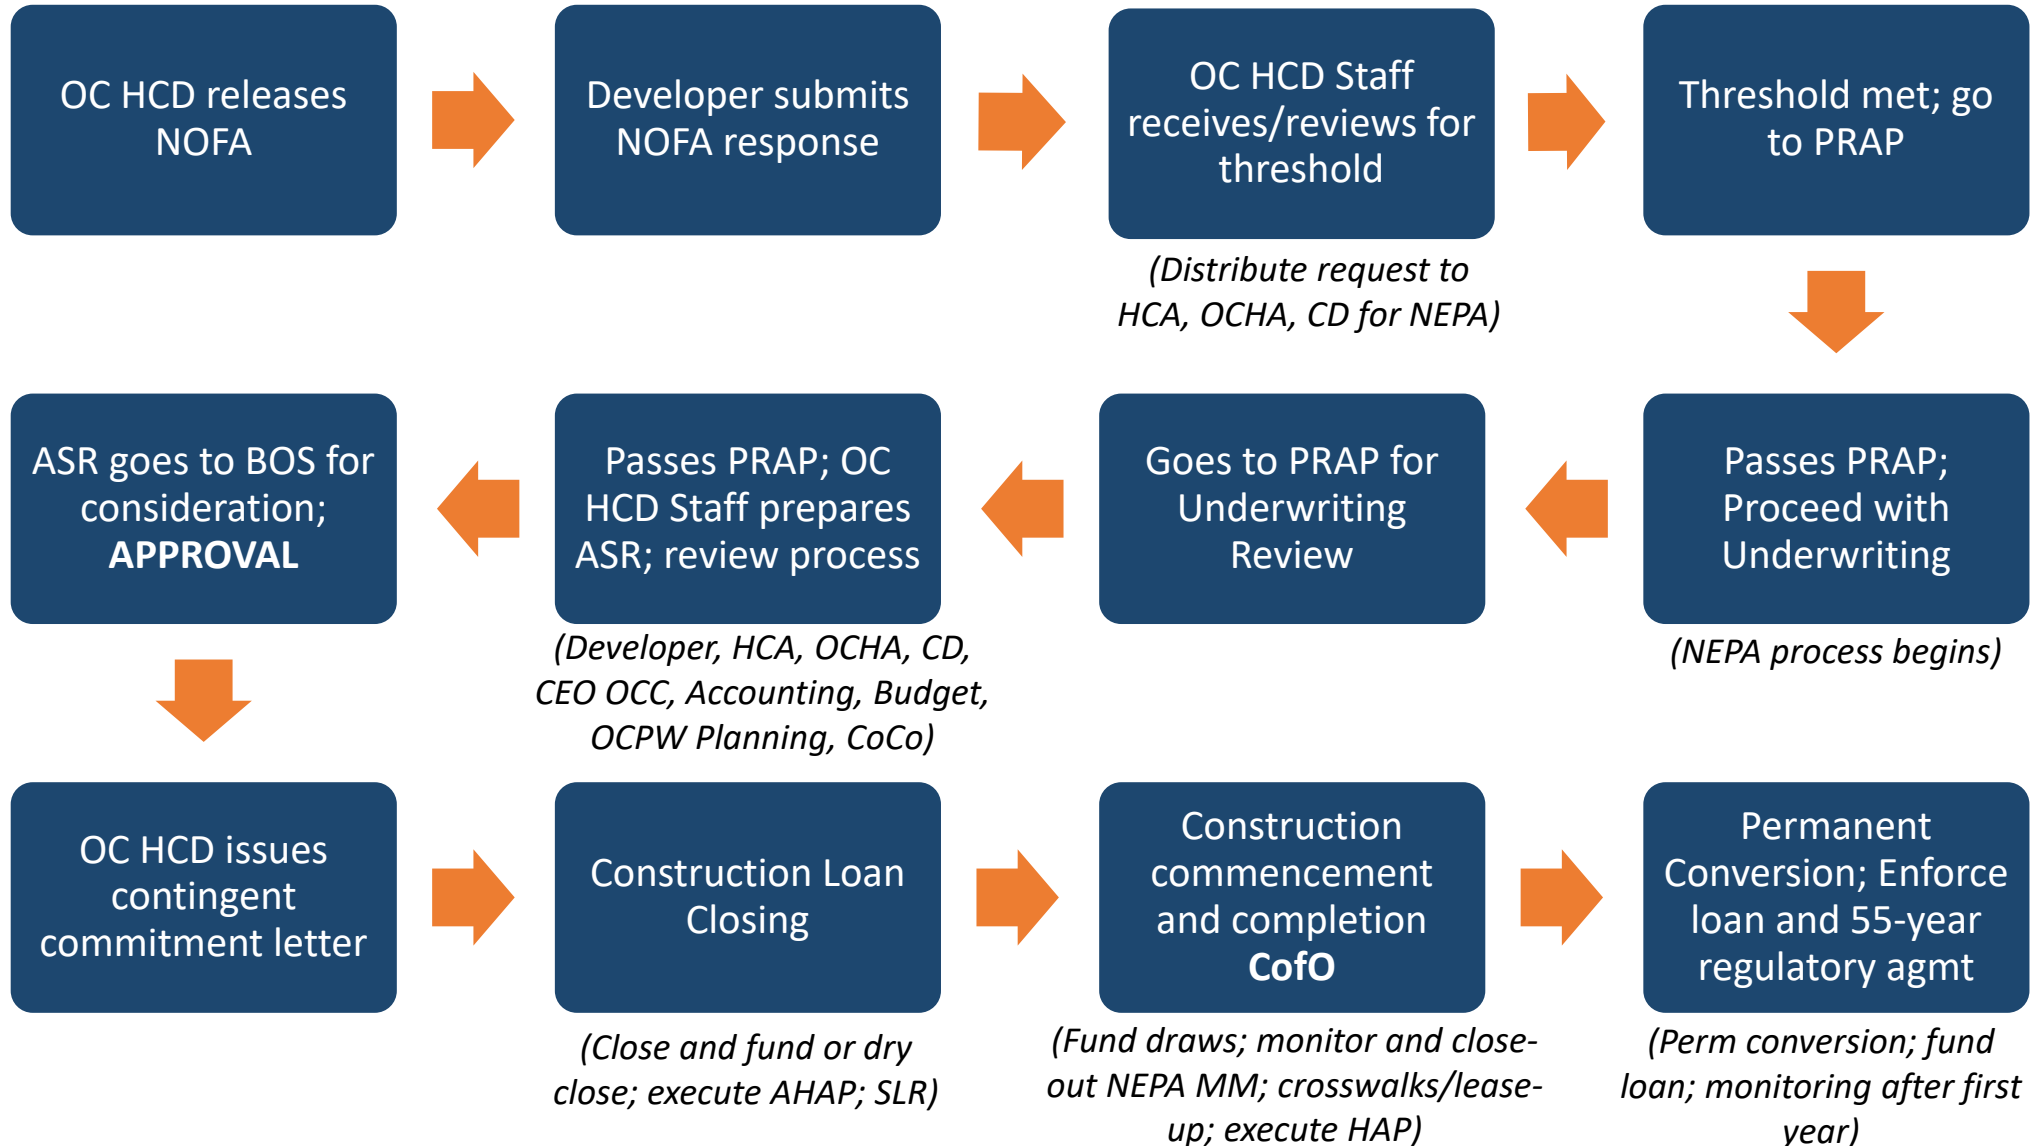 OC HCD releases
NOFA
Developer submits
NOFA response
OC HCD Staff
receives/reviews for
threshold
(Distribute request to
HCA, OCHA, CD for NEPA)
Threshold met; go
to PRAP
Passes PRAP;
Proceed with
Underwriting
(NEPA process begins)
Goes to PRAP for
Underwriting
Review
Passes PRAP; OC
HCD Staff prepares
ASR; review process
(Developer, HCA, OCHA, CD,
CEO OCC, Accounting, Budget,
OCPW Planning, CoCo)
ASR goes to BOS for
consideration;
APPROVAL
OC HCD issues
contingent
commitment letter
Construction Loan
Closing
(Close and fund or dry
close; execute AHAP; SLR)
Construction
commencement
and completion
CofO
(Fund draws; monitor and close-
out NEPA MM; crosswalks/lease-
up; execute HAP)
Permanent
Conversion; Enforce
loan and 55-year
regulatory agmt
(Perm conversion; fund
loan; monitoring after first
year)